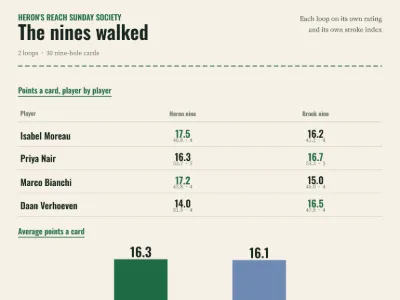 HERON'S REACH SUNDAY SOCIETY
The nines walked
2 loops · 30 nine-hole cards
Each loop on its own rating
and its own stroke index
Points a card, player by player
Player Heron nine Brook nine
Isabel Moreau 17.5 16.2
Priya Nair 16.3 16.7
Marco Bianchi 17.2 15.0
Daan Verhoeven 14.0 16.5
Average points a card
16.3 16.1